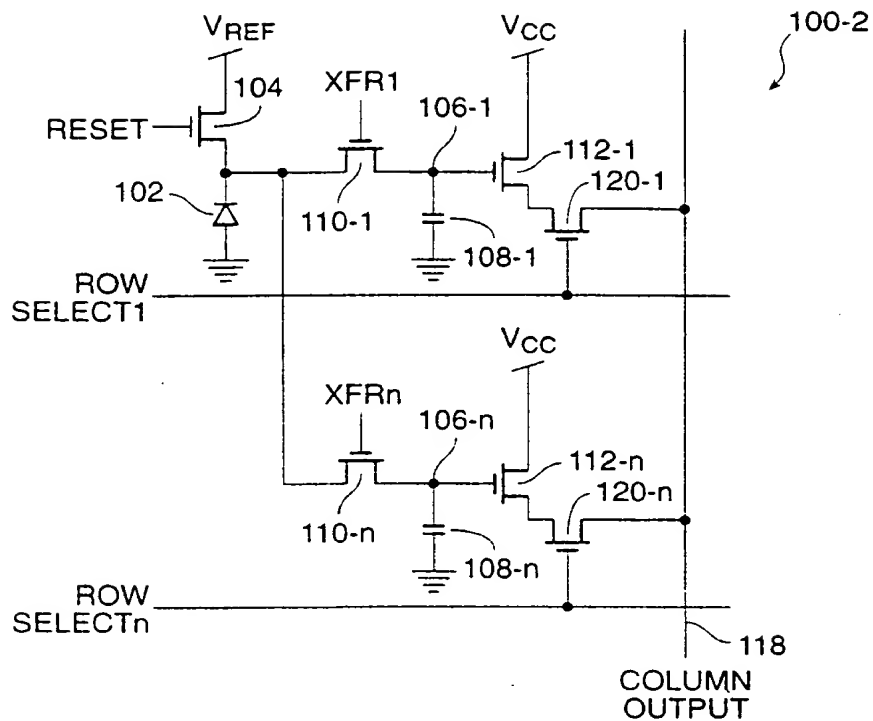 100-2
VREF
VCC
104
XFR1
106-1
RESET
112-1
120-1
102
110-1
108-1
ROW
SELECT1
VCC
XFRn
106-n
112-n
120-n
110-n
108-n
ROW
SELECTn
118
COLUMN
OUTPUT